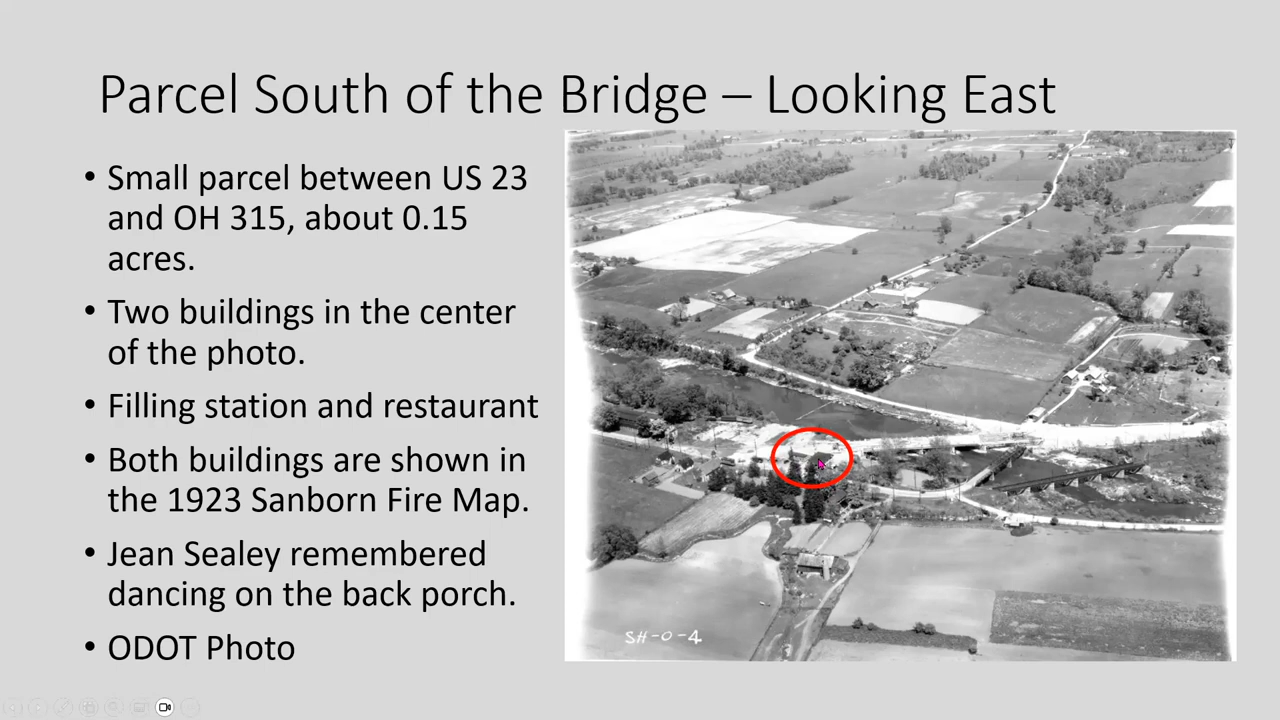 Parcel South of the Bridge – Looking East
• Small parcel between US 23
and OH 315, about 0.15
acres.
• Two buildings in the center
of the photo.
• Filling station and restaurant
• Both buildings are shown in
the 1923 Sanborn Fire Map.
• Jean Sealey remembered
dancing on the back porch.
• ODOT Photo
SH-0-4